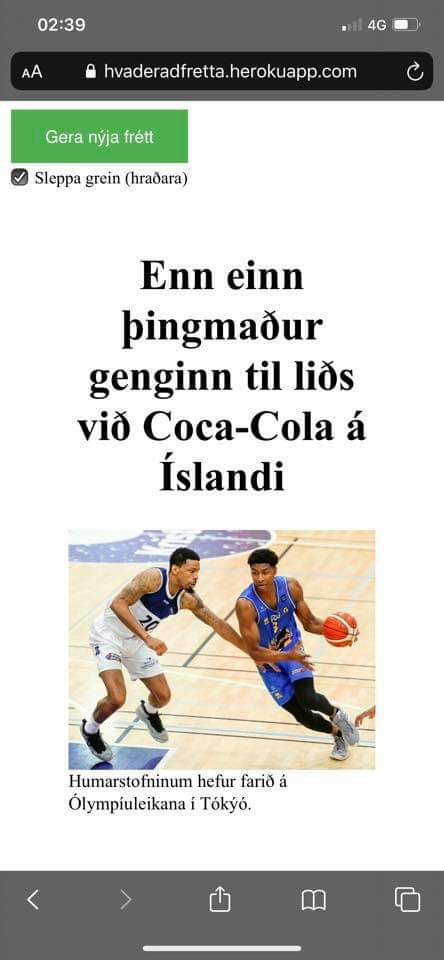 02:39
4G
AA
hvaderadfretta.herokuapp.com
Gera nýja frétt
Sleppa grein (hraðara)
Enn einn
þingmaður
genginn til liðs
við Coca-Cola á
Íslandi
20
Humarstofninum hefur farið á
Ólympíuleikana í Tókýó.